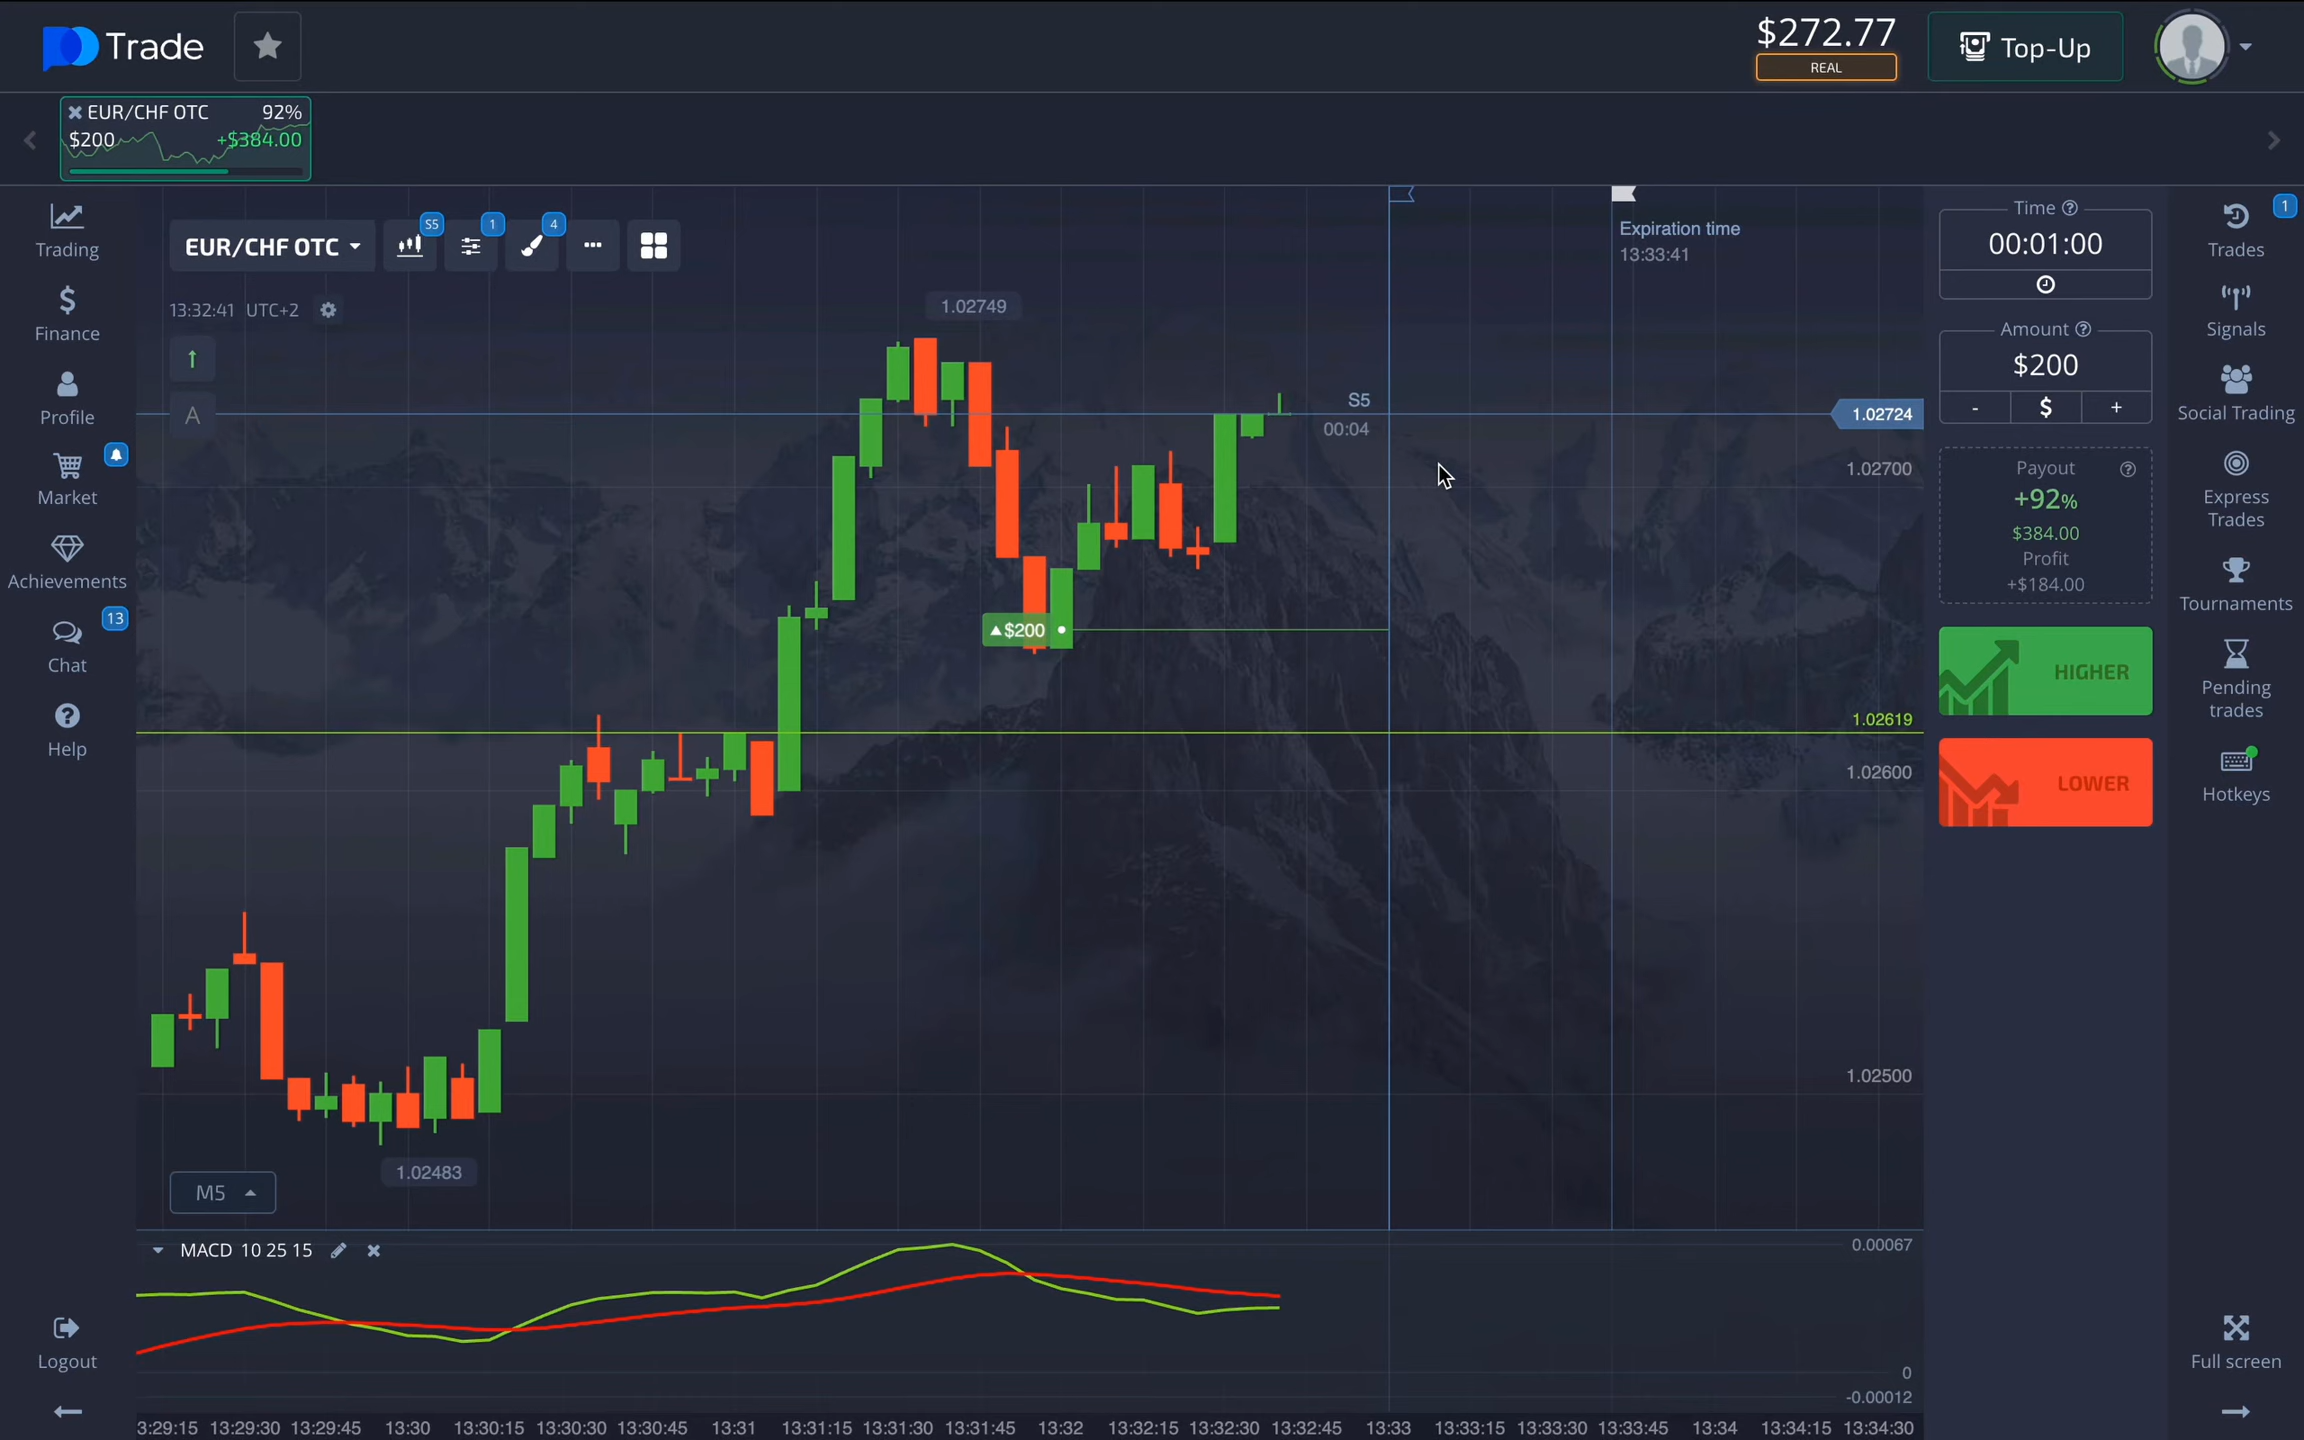 Trade
$272.77
REAL
Top-Up
EUR/CHF OTC 92%
$200 +$384.00
Trading
Finance
Profile
Market
Achievements
13
Chat
Help
Logout
EUR/CHF OTC
S5
1
4
13:32:41 UTC+2
A
1.02749
Expiration time
13:33:41
S5
00:04
1.02724
1.02700
$200
1.02619
1.02600
1.02500
1.02483
M5
MACD 10 25 15
0.00067
0
-0.00012
3:29:15 13:29:30 13:29:45 13:30 13:30:15 13:30:30 13:30:45 13:31 13:31:15 13:31:30 13:31:45 13:32 13:32:15 13:32:30 13:32:45 13:33 13:33:15 13:33:30 13:33:45 13:34 13:34:15 13:34:30
Time
00:01:00
Amount
$200
- $ +
Payout
+92%
$384.00
Profit
+$184.00
HIGHER
LOWER
1
Trades
Signals
Social Trading
Express
Trades
Tournaments
Pending
trades
Hotkeys
Full screen